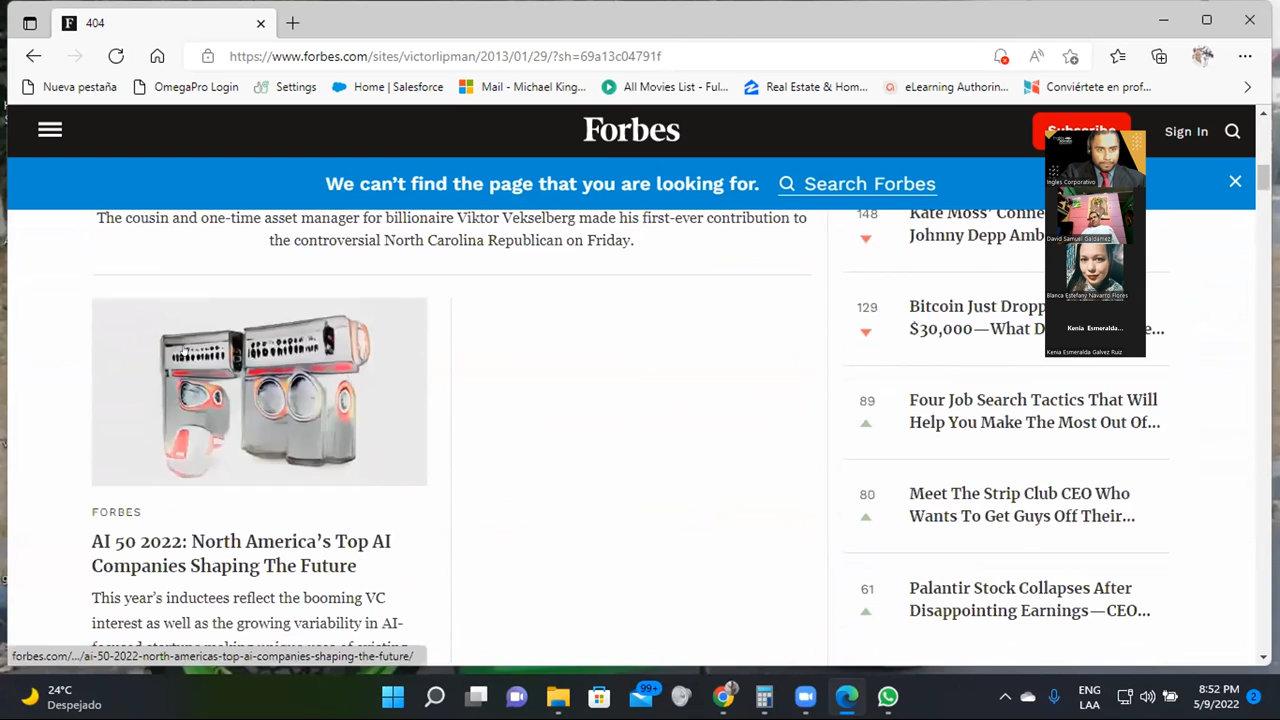 F 404
https://www.forbes.com/sites/victorlipman/2013/01/29/?sh=69a13c04791f
Nueva pestaña OmegaPro Login Settings Home | Salesforce Mail - Michael King... All Movies List - Ful... Real Estate & Hom... eLearning Authorin... Conviértete en prof...
Forbes
Subscribe
Sign In
We can't find the page that you are looking for. Search Forbes
The cousin and one-time asset manager for billionaire Viktor Vekselberg made his first-ever contribution to
the controversial North Carolina Republican on Friday.
FORBES
AI 50 2022: North America's Top AI
Companies Shaping The Future
This year's inductees reflect the booming VC
interest as well as the growing variability in AI-
148
Kate Moss' Conne
Johnny Depp Amb
129
Bitcoin Just Dropp
$30,000—What D
e...
89
Four Job Search Tactics That Will
Help You Make The Most Out Of...
80
Meet The Strip Club CEO Who
Wants To Get Guys Off Their...
61
Palantir Stock Collapses After
Disappointing Earnings—CEO...
Ingles Corporativo
David Samuel Galdamez
Blanca Estefany Navarro Flores
Kenia Esmeralda...
Kenia Esmeralda Galvez Ruiz
forbes.com/.../ai-50-2022-north-americas-top-ai-companies-shaping-the-future/
24°C
Despejado
99+
ENG
LAA
8:52 PM
5/9/2022
2